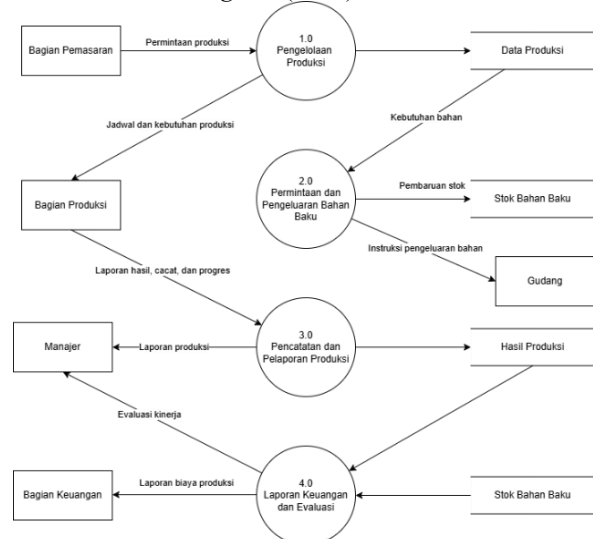 Bagian Pemasaran
Permintaan produksi
1.0
Pengelolaan
Produksi
Data Produksi
Jadwal dan kebutuhan produksi
Kebutuhan bahan
Bagian Produksi
2.0
Permintaan dan
Pengeluaran Bahan
Baku
Pembaruan stok
Stok Bahan Baku
Instruksi pengeluaran bahan
Gudang
Laporan hasil, cacat, dan progres
Manajer
Laporan produksi
3.0
Pencatatan dan
Pelaporan Produksi
Hasil Produksi
Evaluasi kinerja
Bagian Keuangan
Laporan biaya produksi
4.0
Laporan Keuangan
dan Evaluasi
Stok Bahan Baku